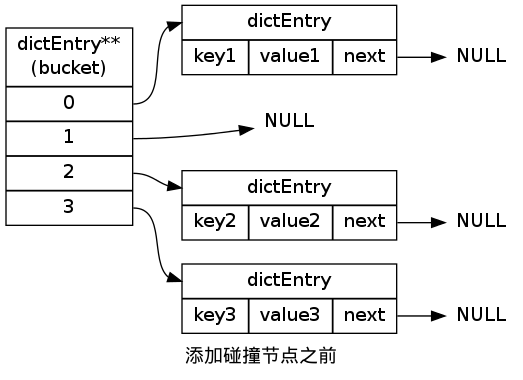 dictEntry**
(bucket)
0
1
2
3
dictEntry
key1 value1 next
NULL
NULL
dictEntry
key2 value2 next
NULL
dictEntry
key3 value3 next
NULL
添加碰撞节点之前